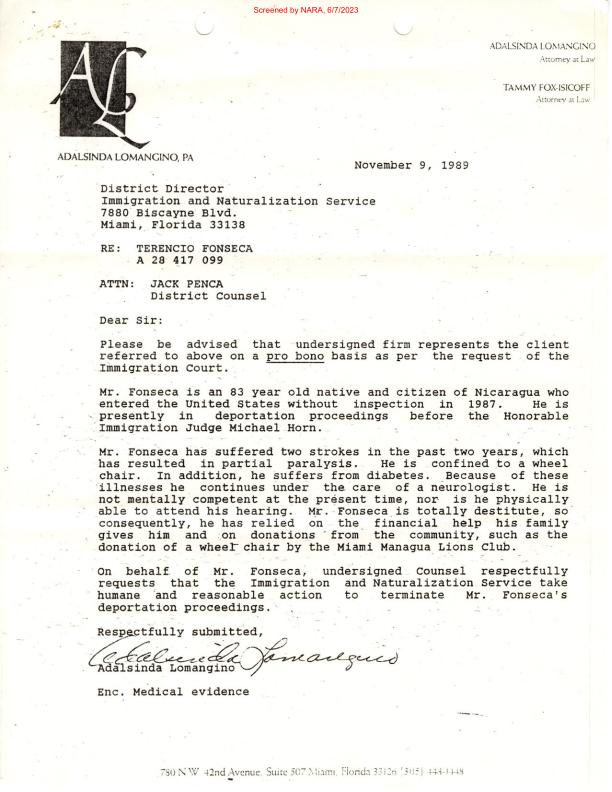 Screened by NARA, 6/7/2023
ADALSINDA LOMANGINO
Attorney at Law
TAMMY FOX-ISICOFF
Attorney at Law
ALL
ADALSINDA LOMANGINO, PA
November 9, 1989
District Director
Immigration and Naturalization Service
7880 Biscayne Blvd.
Miami, Florida 33138
RE: TERENCIO FONSECA
A 28 417 099
ATTN: JACK PENCA
District Counsel
Dear Sir:
Please be advised that undersigned firm represents the client
referred to above on a pro bono basis as per the request of the
Immigration Court.
Mr. Fonseca is an 83 year old native and citizen of Nicaragua who
entered the United States without inspection in 1987. He is
presently in deportation proceedings before the Honorable
Immigration Judge Michael Horn.
Mr. Fonseca has suffered two strokes in the past two years, which
has resulted in partial paralysis. He is confined to a wheel
chair. In addition, he suffers from diabetes. Because of these
illnesses he continues under the care of a neurologist. He is
not mentally competent at the present time, nor is he physically
able to attend his hearing. Mr. Fonseca is totally destitute, so
consequently, he has relied on the financial help his family
gives him and on donations from the community, such as the
donation of a wheel chair by the Miami Managua Lions Club.
On behalf of Mr. Fonseca, undersigned Counsel respectfully
requests that the Immigration and Naturalization Service take
humane and reasonable action to terminate Mr. Fonseca's
deportation proceedings.
Respectfully submitted,
Adalsinda Lomangino
Adalsinda Lomangino
Enc. Medical evidence
780 N.W. 42nd Avenue, Suite 507 Miami, Florida 33126 (305) 448-1448